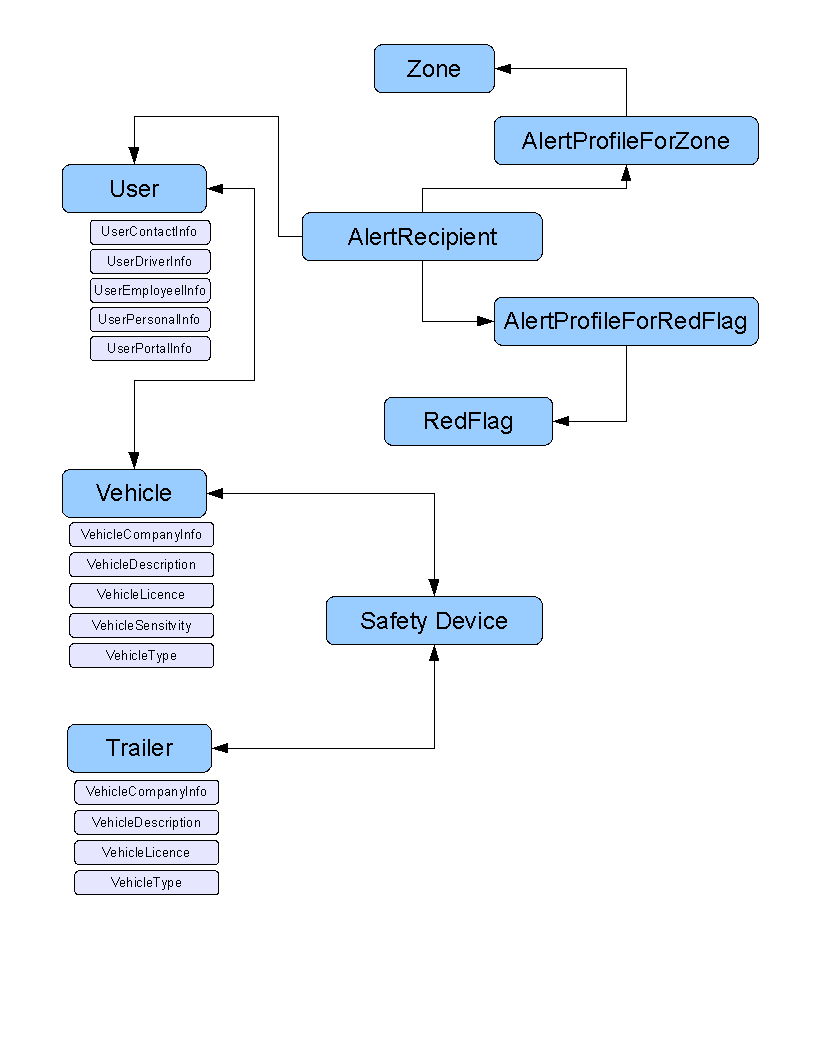 Zone
AlertProfileForZone
User
UserContactInfo
UserDriverInfo
UserEmployeeIInfo
UserPersonalInfo
UserPortalInfo
AlertRecipient
AlertProfileForRedFlag
RedFlag
Vehicle
VehicleCompanyInfo
VehicleDescription
VehicleLicence
VehicleSensitvity
VehicleType
Safety Device
Trailer
VehicleCompanyInfo
VehicleDescription
VehicleLicence
VehicleType